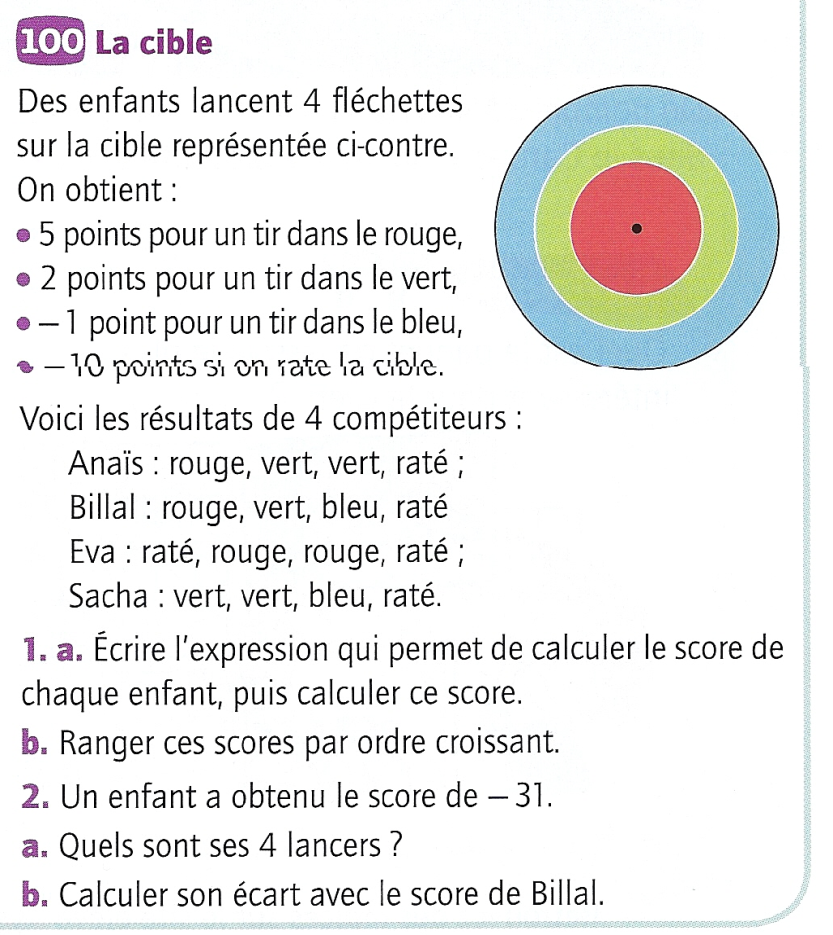 100 La cible
Des enfants lancent 4 fléchettes
sur la cible représentée ci-contre.
On obtient :
• 5 points pour un tir dans le rouge,
• 2 points pour un tir dans le vert,
• – 1 point pour un tir dans le bleu,
• – 10 points si on rate la cible.
Voici les résultats de 4 compétiteurs :
Anaïs : rouge, vert, vert, raté ;
Billal : rouge, vert, bleu, raté
Eva : raté, rouge, rouge, raté ;
Sacha : vert, vert, bleu, raté.
1. a. Écrire l’expression qui permet de calculer le score de
chaque enfant, puis calculer ce score.
b. Ranger ces scores par ordre croissant.
2. Un enfant a obtenu le score de – 31.
a. Quels sont ses 4 lancers ?
b. Calculer son écart avec le score de Billal.